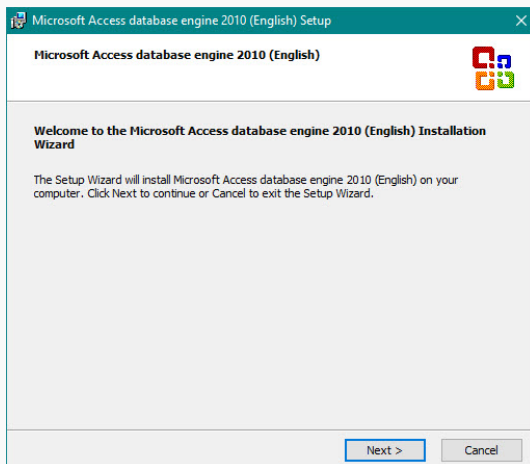 Microsoft Access database engine 2010 (English) Setup
Microsoft Access database engine 2010 (English)
Welcome to the Microsoft Access database engine 2010 (English) Installation
Wizard
The Setup Wizard will install Microsoft Access database engine 2010 (English) on your
computer. Click Next to continue or Cancel to exit the Setup Wizard.
Next >
Cancel